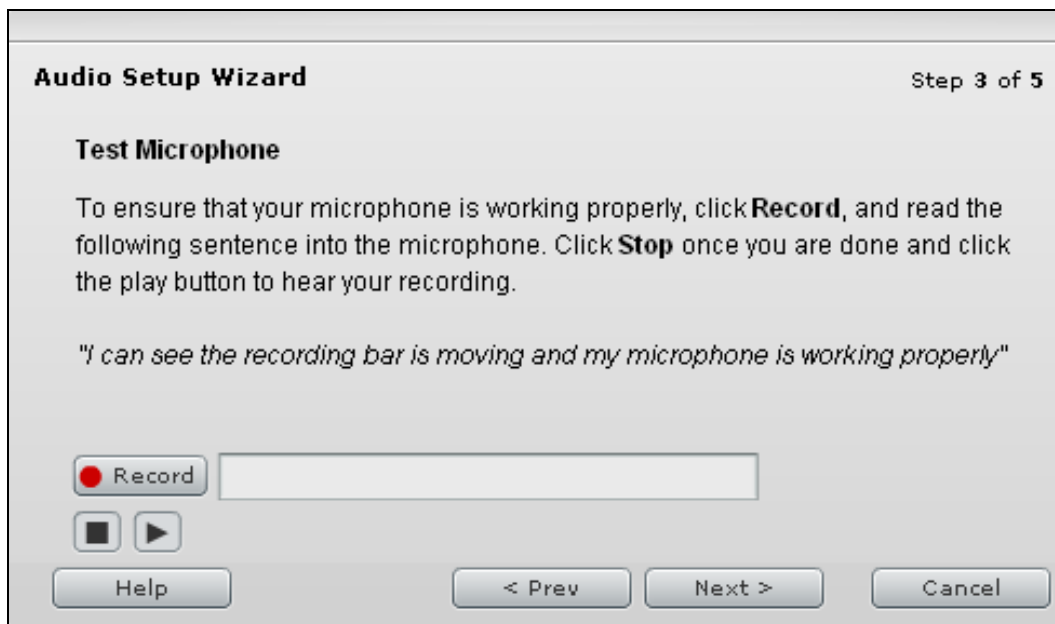 Audio Setup Wizard
Step 3 of 5
Test Microphone
To ensure that your microphone is working properly, click Record, and read the
following sentence into the microphone. Click Stop once you are done and click
the play button to hear your recording.
"I can see the recording bar is moving and my microphone is working properly"
Record
Help
< Prev
Next >
Cancel